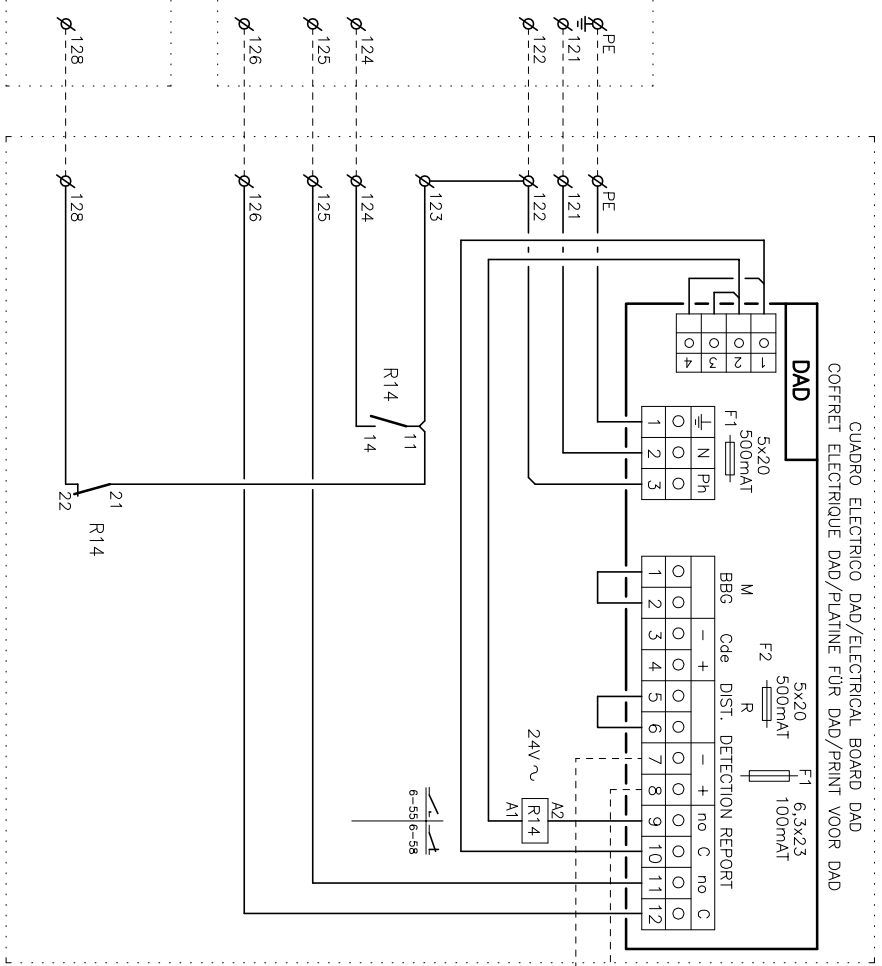 CUADRO ELECTRICO DAD/ELECTRICAL BOARD DAD
COFFRET ELECTRIQUE DAD/PLATINE FÜR DAD/PRINT VOOR DAD
DAD
1
2
3
4
F1
5x20
500mAT
N Ph
1 2 3
M
BBG
F2
5x20
500mAT
R
F1
6,3x23
100mAT
Cde DIST. DETECTION REPORT
- + - + no C no C
1 2 3 4 5 6 7 8 9 10 11 12
24V ~
A1 R14 A2
6-55 6-58
PE
121
122
124
125
126
128
PE
121
122
123
124
125
126
128
R14
11
14
21
22
R14